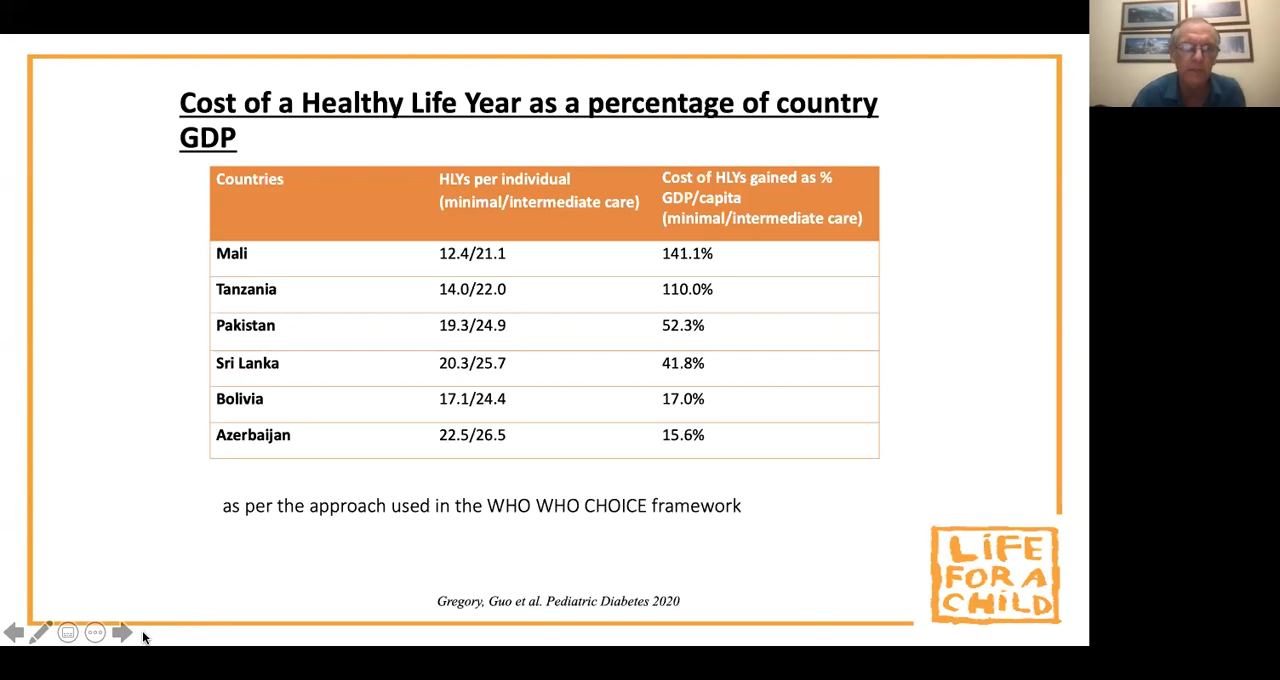 Cost of a Healthy Life Year as a percentage of country
GDP
Countries
HLYs per individual
(minimal/intermediate care)
Cost of HLYs gained as %
GDP/capita
(minimal/intermediate care)
Mali 12.4/21.1 141.1%
Tanzania 14.0/22.0 110.0%
Pakistan 19.3/24.9 52.3%
Sri Lanka 20.3/25.7 41.8%
Bolivia 17.1/24.4 17.0%
Azerbaijan 22.5/26.5 15.6%
as per the approach used in the WHO WHO CHOICE framework
Gregory, Guo et al. Pediatric Diabetes 2020
LiFE
FOR A
CHiLD